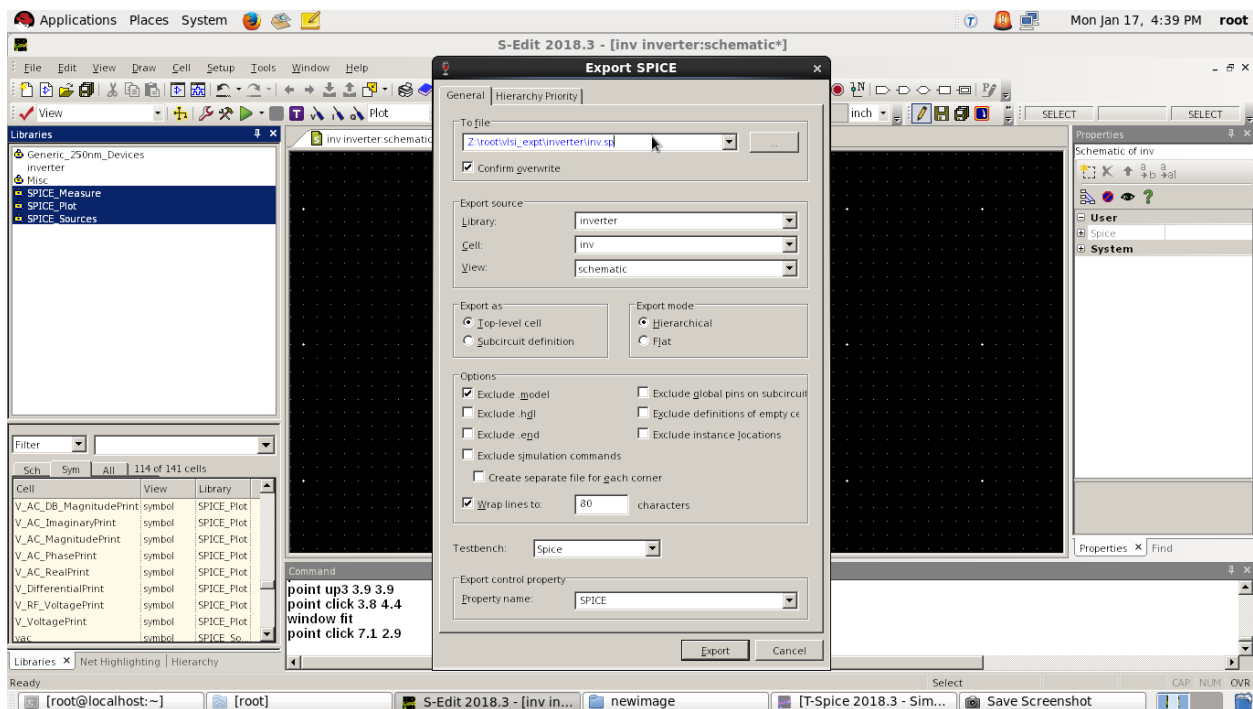 Applications Places System Mon Jan 17, 4:39 PM root
S-Edit 2018.3 - [inv inverter:schematic*]
File Edit View Draw Cell Setup Tools Window Help
View Plot inch SELECT SELECT
Libraries
Generic_250nm_Devices
inverter
Misc
SPICE_Measure
SPICE_Plot
SPICE_Sources
Filter
Sch Sym All 114 of 141 cells
Cell View Library
V_AC_DB_MagnitudePrint symbol SPICE_Plot
V_AC_ImaginaryPrint symbol SPICE_Plot
V_AC_MagnitudePrint symbol SPICE_Plot
V_AC_PhasePrint symbol SPICE_Plot
V_AC_RealPrint symbol SPICE_Plot
V_DifferentialPrint symbol SPICE_Plot
V_RF_VoltagePrint symbol SPICE_Plot
V_VoltagePrint symbol SPICE_Plot
vac symbol SPICE_So...
Libraries Net Highlighting Hierarchy
inv inverter:schematic
Export SPICE
General Hierarchy Priority
To file
Z:\root\vlsi_expt\inverter\inv.sp
...
Confirm overwrite
Export source
Library: inverter
Cell: inv
View: schematic
Export as
Top-level cell
Subcircuit definition
Export mode
Hierarchical
Flat
Options
Exclude .model
Exclude .hdl
Exclude .end
Exclude simulation commands
Create separate file for each corner
Wrap lines to: 80 characters
Exclude global pins on subcircuit
Exclude definitions of empty ce
Exclude instance locations
Testbench: Spice
Export control property
Property name: SPICE
Export Cancel
Command
point up3 3.9 3.9
point click 3.8 4.4
window fit
point click 7.1 2.9
Properties
Schematic of inv
User
Spice
System
Properties Find
Ready Select CAP NUM OVR
[root@localhost:~] [root] S-Edit 2018.3 - [inv in... newimage [T-Spice 2018.3 - Sim... Save Screenshot